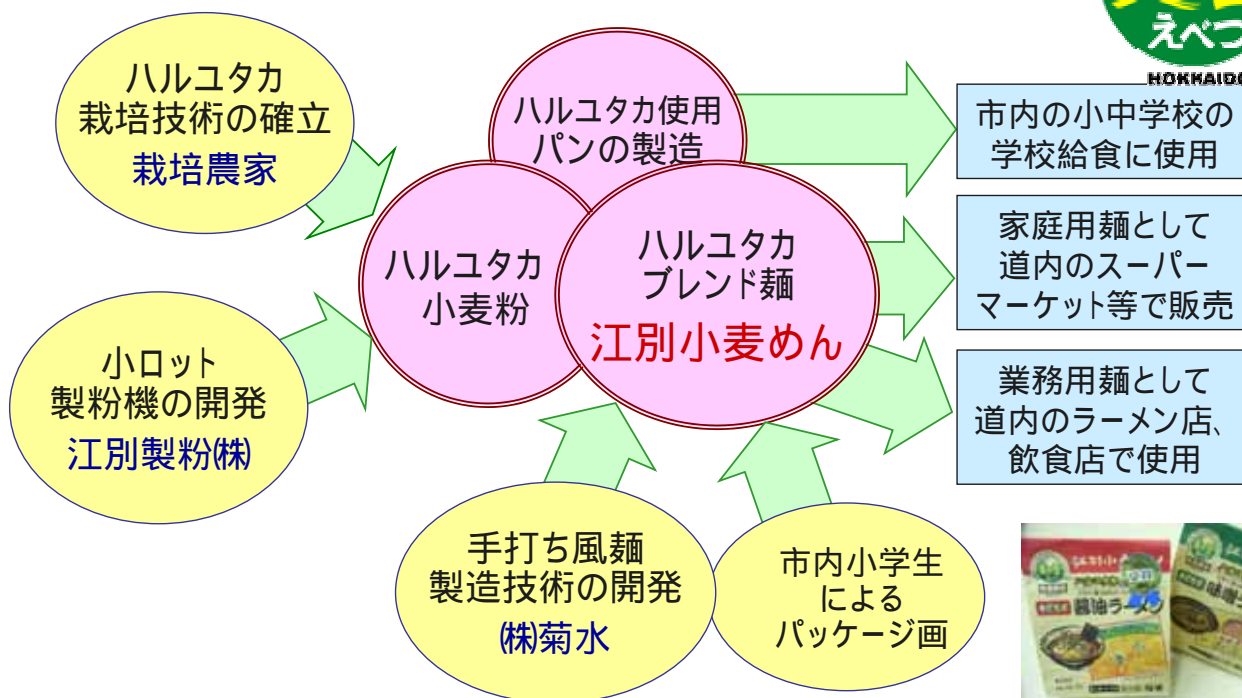 えべつ
HOKKAIDO
ハルユタカ
栽培技術の確立
栽培農家
ハルユタカ使用
パンの製造
市内の小中学校の
学校給食に使用
ハルユタカ
小麦粉
ハルユタカ
ブレンド麺
江別小麦めん
家庭用麺として
道内のスーパー
マーケット等で販売
小ロット
製粉機の開発
江別製粉㈱
業務用麺として
道内のラーメン店、
飲食店で使用
手打ち風麺
製造技術の開発
㈱菊水
市内小学生
による
パッケージ画
醤油ラーメン